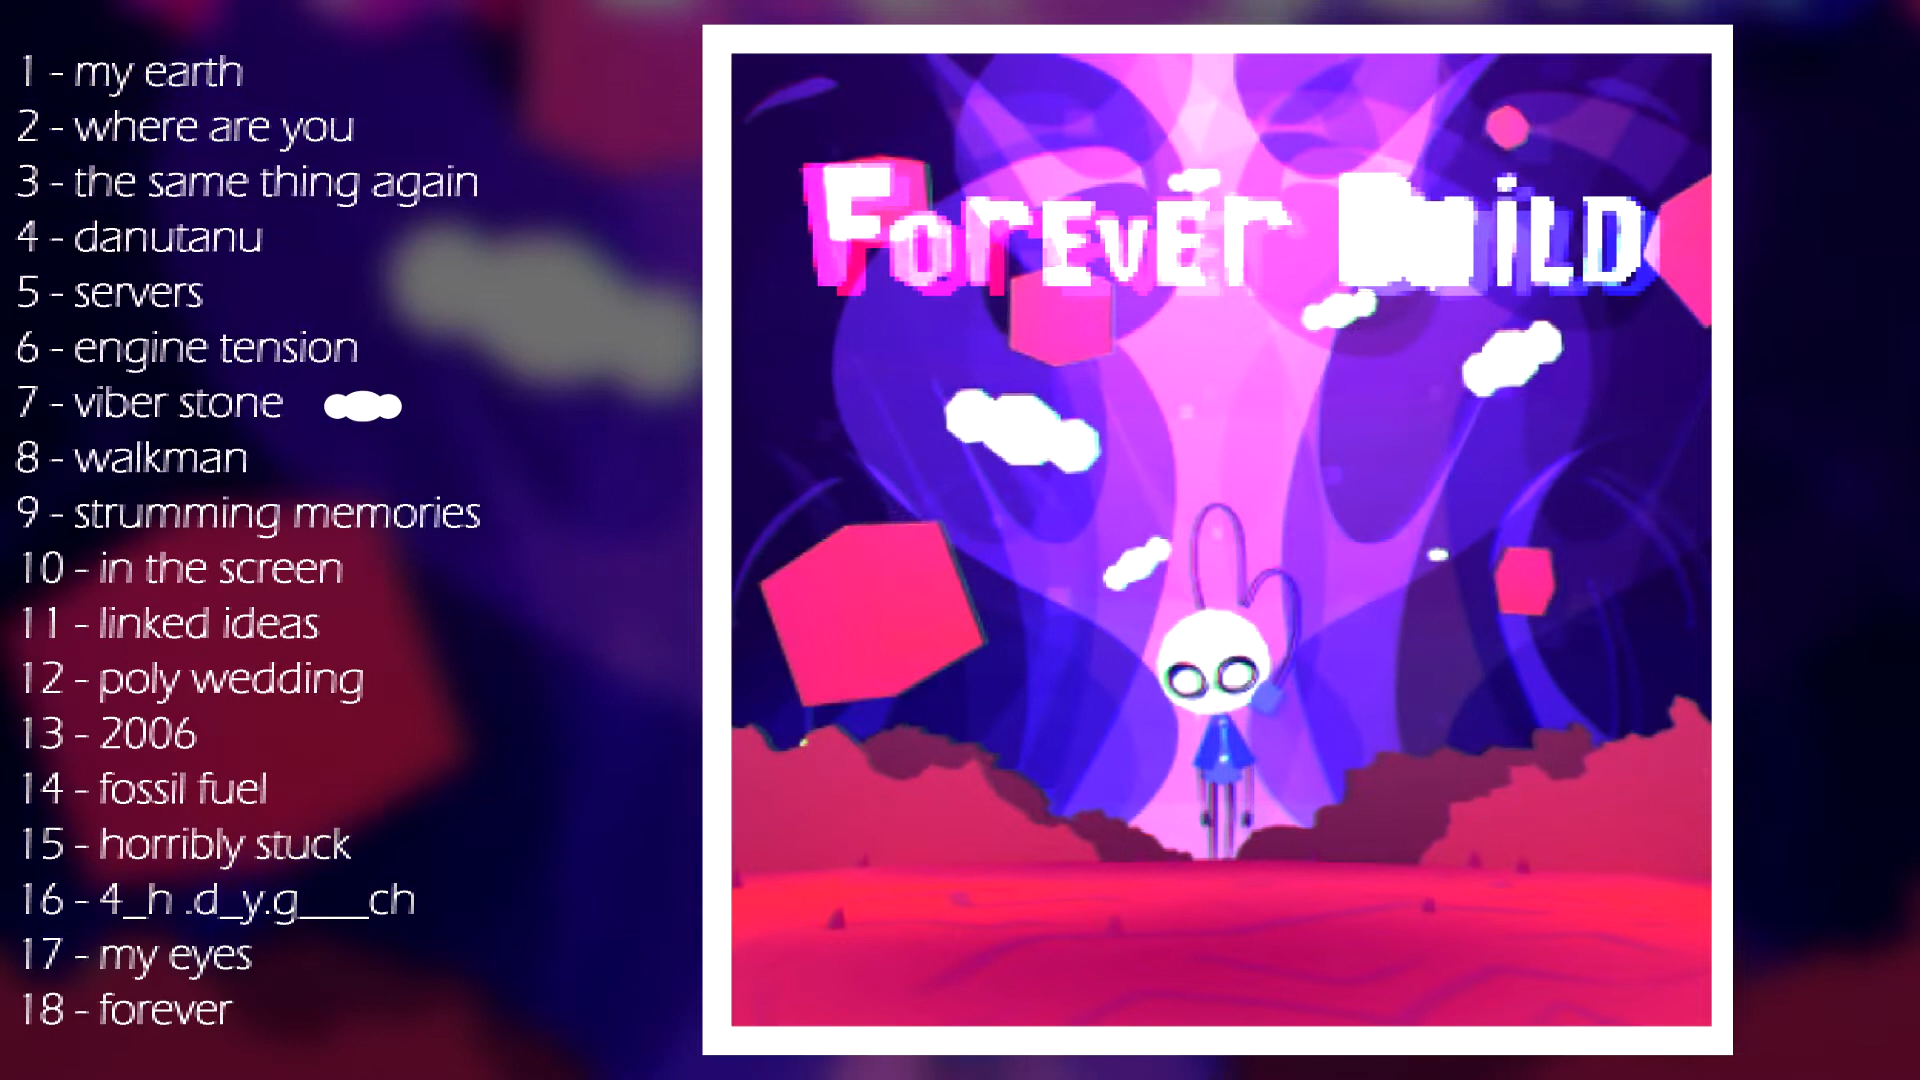 1 - my earth
2 - where are you
3 - the same thing again
4 - danutanu
5 - servers
6 - engine tension
7 - viber stone
8 - walkman
9 - strumming memories
10 - in the screen
11 - linked ideas
12 - poly wedding
13 - 2006
14 - fossil fuel
15 - horribly stuck
16 - 4_h .d_y.g___ch
17 - my eyes
18 - forever
ForEvEr